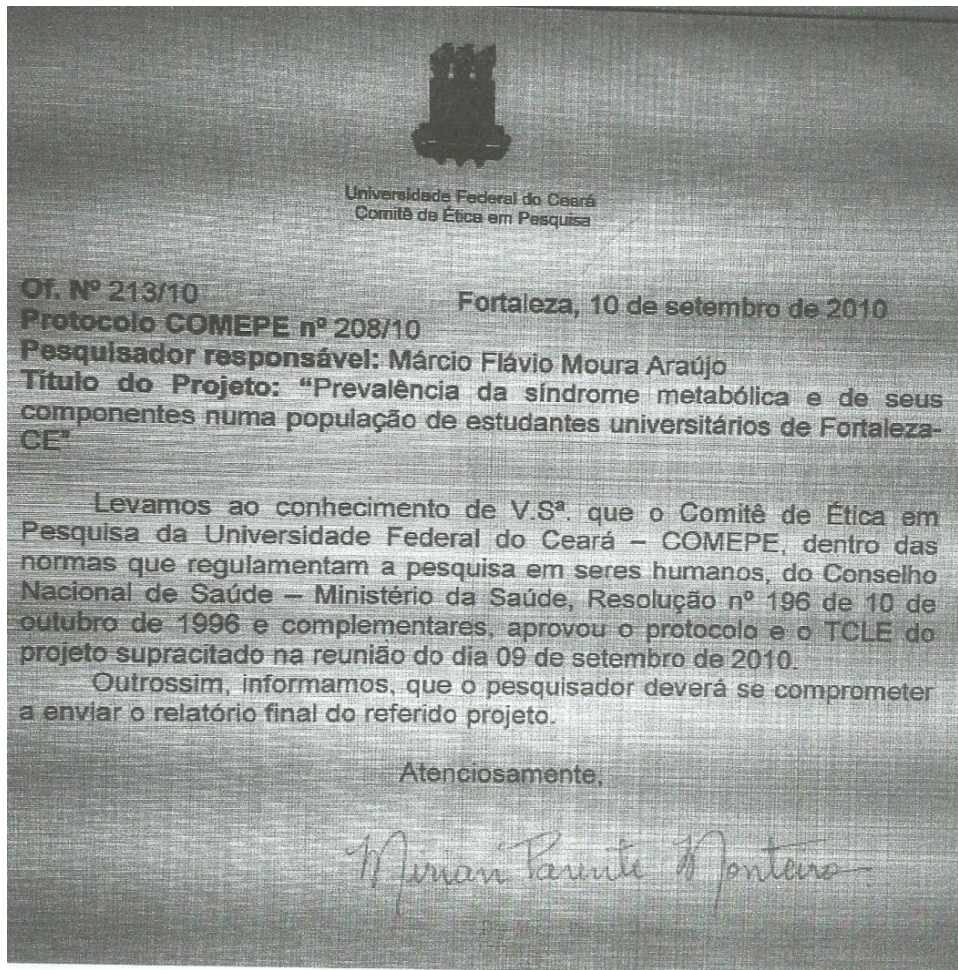 Universidade Federal do Ceará
Comitê de Ética em Pesquisa
Of. Nº 213/10
Fortaleza, 10 de setembro de 2010
Protocolo COMEPE nº 208/10
Pesquisador responsável: Márcio Flávio Moura Araújo
Título do Projeto: “Prevalência da síndrome metabólica e de seus
componentes numa população de estudantes universitários de Fortaleza-
CE”
Levamos ao conhecimento de V.Sª. que o Comitê de Ética em
Pesquisa da Universidade Federal do Ceará – COMEPE, dentro das
normas que regulamentam a pesquisa em seres humanos, do Conselho
Nacional de Saúde – Ministério da Saúde, Resolução nº 196 de 10 de
outubro de 1996 e complementares, aprovou o protocolo e o TCLE do
projeto supracitado na reunião do dia 09 de setembro de 2010.
Outrossim, informamos, que o pesquisador deverá se comprometer
a enviar o relatório final do referido projeto.
Atenciosamente,
Mirian Parente Monteiro